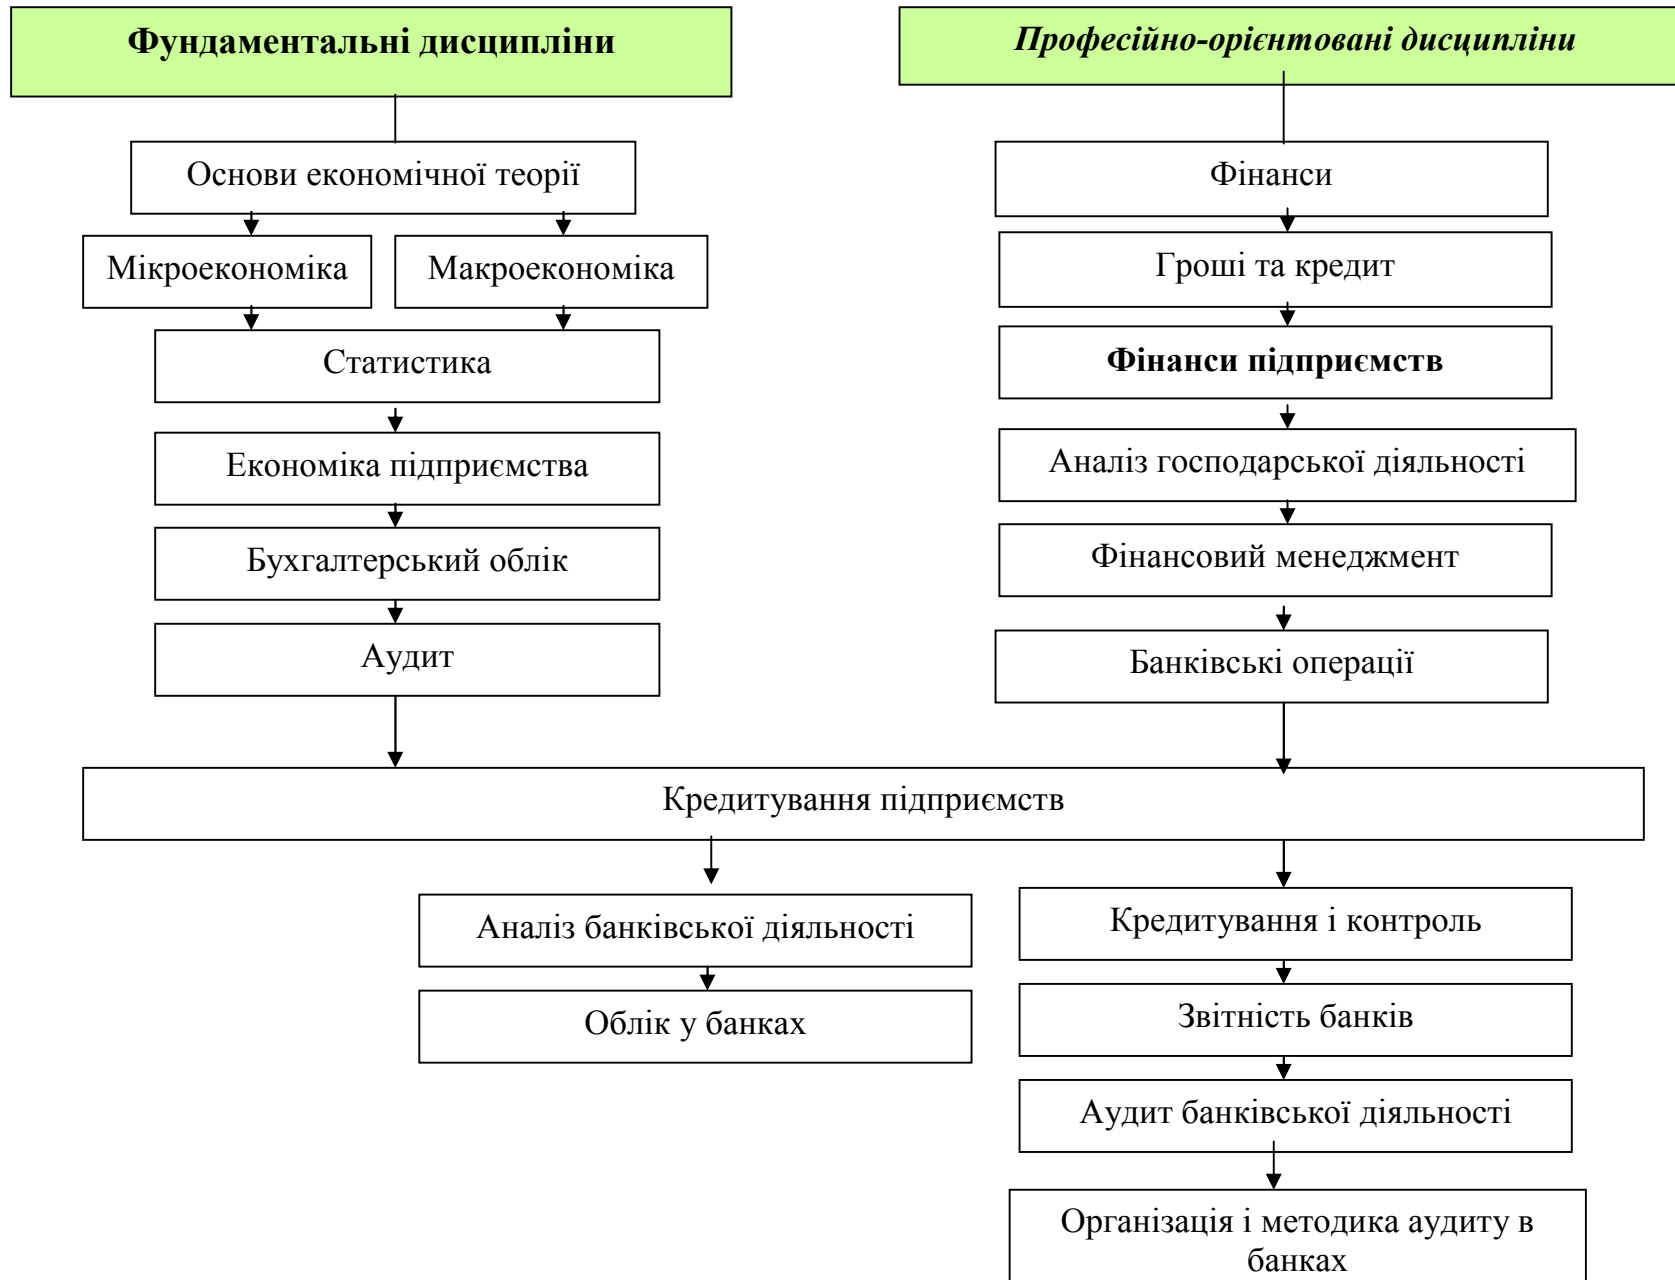 Фундаментальні дисципліни
Професійно-орієнтовані дисципліни
Основи економічної теорії
Мікроекономіка
Макроекономіка
Статистика
Економіка підприємства
Бухгалтерський облік
Аудит
Фінанси
Гроші та кредит
Фінанси підприємств
Аналіз господарської діяльності
Фінансовий менеджмент
Банківські операції
Кредитування підприємств
Аналіз банківської діяльності
Облік у банках
Кредитування і контроль
Звітність банків
Аудит банківської діяльності
Організація і методика аудиту в
банках